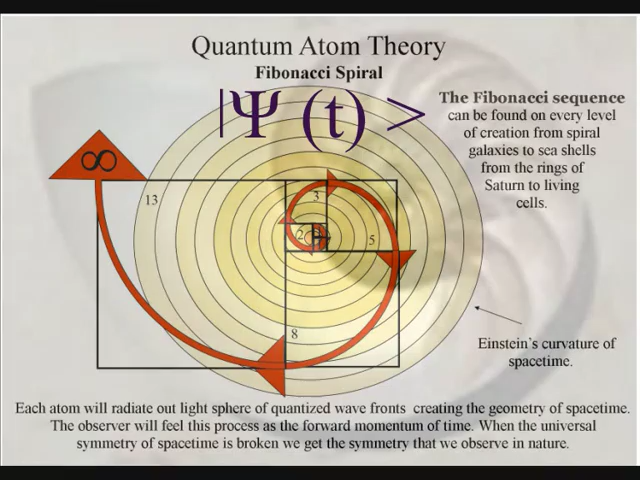 Quantum Atom Theory
Fibonacci Spiral
|Ψ (t) >
The Fibonacci sequence
can be found on every level
of creation from spiral
galaxies to sea shells
from the rings of
Saturn to living
cells.
∞
13
3
2
5
8
Einstein's curvature of
spacetime.
Each atom will radiate out light sphere of quantized wave fronts creating the geometry of spacetime.
The observer will feel this process as the forward momentum of time. When the universal
symmetry of spacetime is broken we get the symmetry that we observe in nature.